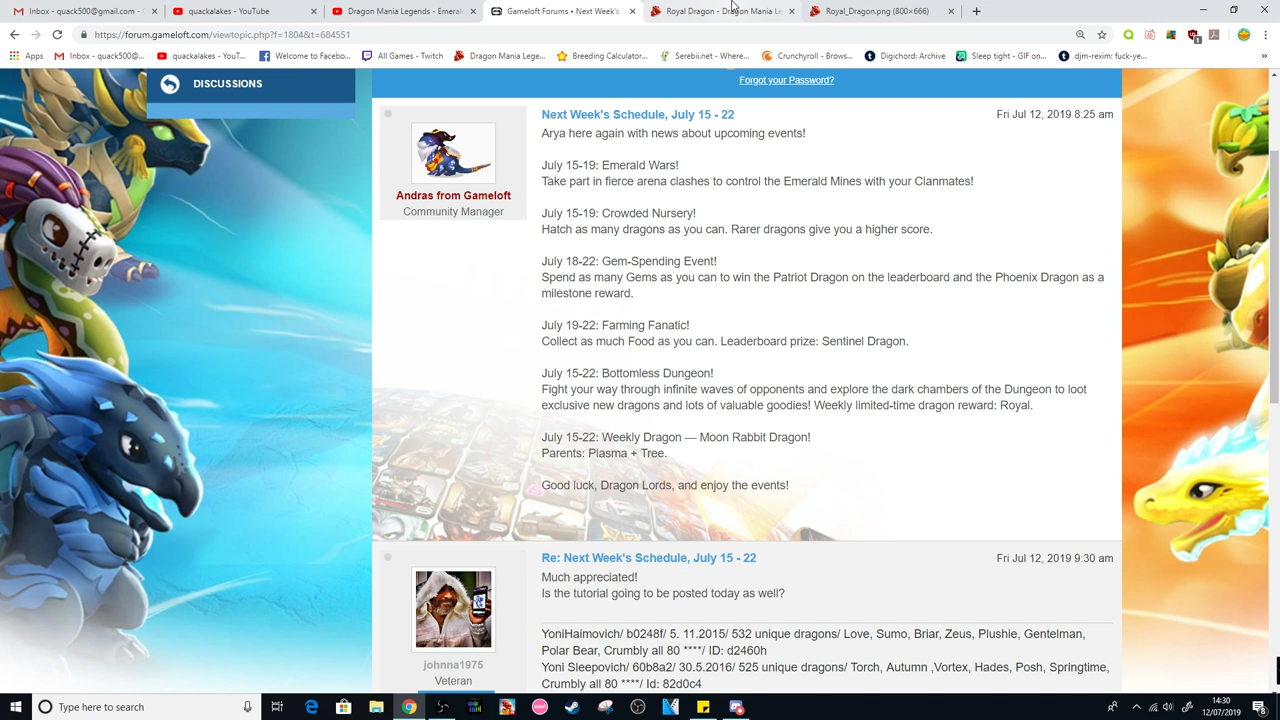 Inbox - quack500@gm
quackalakes - YouTube
Dragon Mania Legends - Emeral
Gameloft Forums • Next Week's
Royal Dragon - Dragon Mania Le
Royal_Dragon.png (800×666)
https://forum.gameloft.com/viewtopic.php?f=1804&t=684551
Apps
Inbox - quack500@...
quackalakes - YouT...
Welcome to Facebo...
All Games - Twitch
Dragon Mania Lege...
Breeding Calculator...
Serebii.net - Where...
Crunchyroll - Brows...
Digichord: Archive
Sleep tight - GIF on...
djm-rexim: fuck-ye...
»
DISCUSSIONS
Forgot your Password?
Next Week's Schedule, July 15 - 22
Fri Jul 12, 2019 8:25 am
Andras from Gameloft
Community Manager
Arya here again with news about upcoming events!
July 15-19: Emerald Wars!
Take part in fierce arena clashes to control the Emerald Mines with your Clanmates!
July 15-19: Crowded Nursery!
Hatch as many dragons as you can. Rarer dragons give you a higher score.
July 18-22: Gem-Spending Event!
Spend as many Gems as you can to win the Patriot Dragon on the leaderboard and the Phoenix Dragon as a
milestone reward.
July 19-22: Farming Fanatic!
Collect as much Food as you can. Leaderboard prize: Sentinel Dragon.
July 15-22: Bottomless Dungeon!
Fight your way through infinite waves of opponents and explore the dark chambers of the Dungeon to loot
exclusive new dragons and lots of valuable goodies! Weekly limited-time dragon reward: Royal.
July 15-22: Weekly Dragon — Moon Rabbit Dragon!
Parents: Plasma + Tree.
Good luck, Dragon Lords, and enjoy the events!
Re: Next Week's Schedule, July 15 - 22
Fri Jul 12, 2019 9:30 am
johnna1975
Veteran
Much appreciated!
Is the tutorial going to be posted today as well?
YoniHaimovich/ b0248f/ 5. 11.2015/ 532 unique dragons/ Love, Sumo, Briar, Zeus, Plushie, Gentelman,
Polar Bear, Crumbly all 80 ****/ ID: d2460h
Yoni Sleepovich/ 60b8a2/ 30.5.2016/ 525 unique dragons/ Torch, Autumn ,Vortex, Hades, Posh, Springtime,
Crumbly all 80 ****/ Id: 82d0c4
Type here to search
14:30
12/07/2019